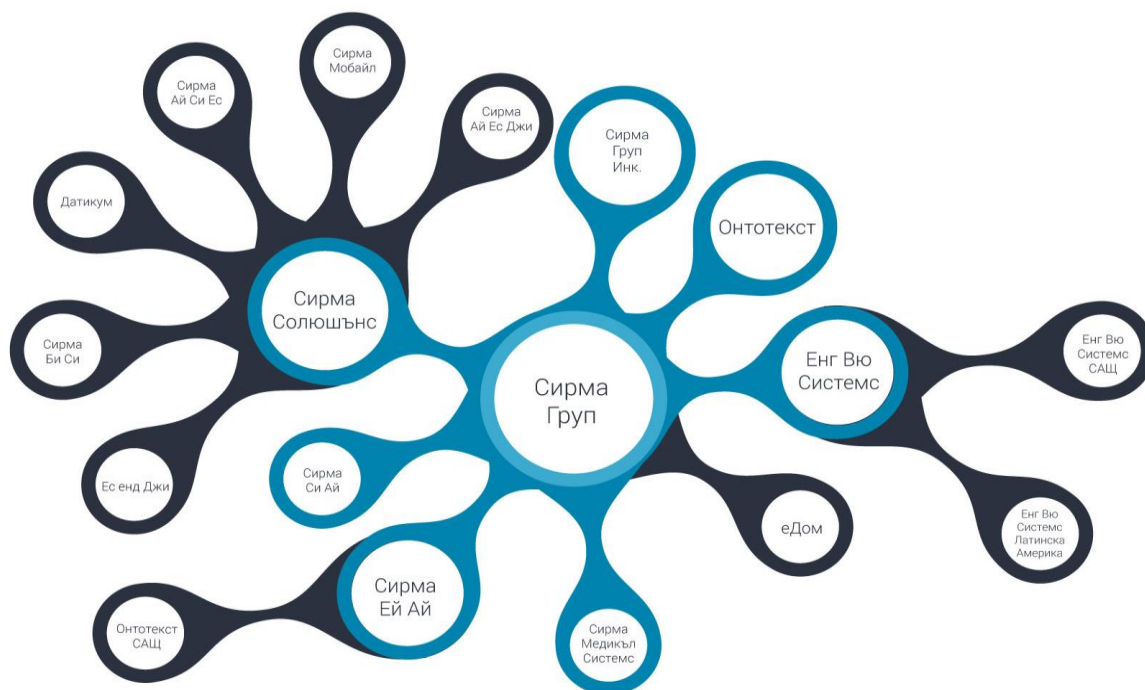 Сирма
Мобайл
Сирма
Ай Си Ес
Сирма
Ай Ес Джи
Сирма
Груп
Инк.
Датикум
Онтотекст
Сирма
Солюшънс
Сирма
Би Си
Енг Вю
Системс
Енг Вю
Системс
САЩ
Сирма
Груп
Сирма
Си Ай
Ес енд Джи
еДом
Енг Вю
Системс
Латинска
Америка
Сирма
Ей Ай
Онтотекст
САЩ
Сирма
Медикъл
Системс